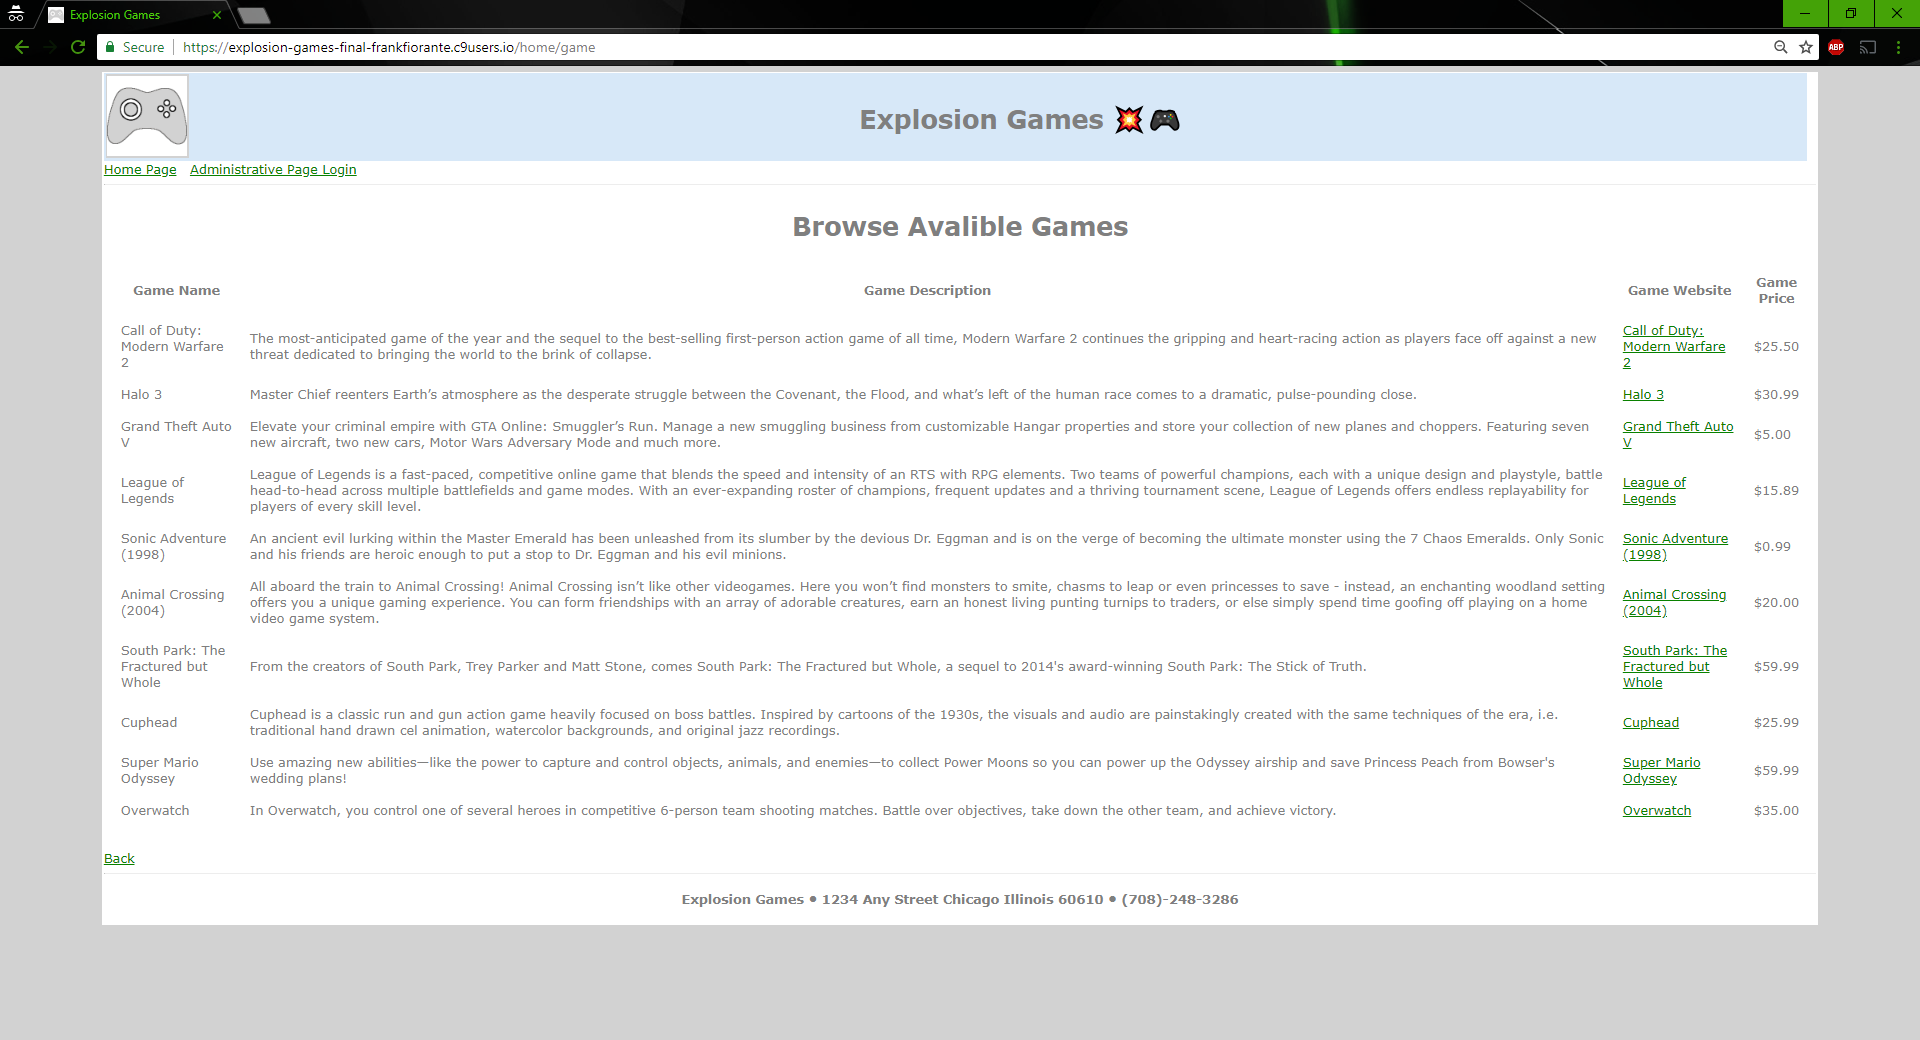 Explosion Games
Secure https://explosion-games-final-frankfiorante.c9users.io/home/game
ABP
Explosion Games 💥🎮
Home Page Administrative Page Login
Browse Avalible Games
Game Name Game Description Game Website Game Price
Call of Duty:
Modern Warfare
2
The most-anticipated game of the year and the sequel to the best-selling first-person action game of all time, Modern Warfare 2 continues the gripping and heart-racing action as players face off against a new
threat dedicated to bringing the world to the brink of collapse.
Call of Duty:
Modern Warfare
2
$25.50
Halo 3
Master Chief reenters Earth’s atmosphere as the desperate struggle between the Covenant, the Flood, and what’s left of the human race comes to a dramatic, pulse-pounding close.
Halo 3
$30.99
Grand Theft Auto
V
Elevate your criminal empire with GTA Online: Smuggler’s Run. Manage a new smuggling business from customizable Hangar properties and store your collection of new planes and choppers. Featuring seven
new aircraft, two new cars, Motor Wars Adversary Mode and much more.
Grand Theft Auto
V
$5.00
League of
Legends
League of Legends is a fast-paced, competitive online game that blends the speed and intensity of an RTS with RPG elements. Two teams of powerful champions, each with a unique design and playstyle, battle
head-to-head across multiple battlefields and game modes. With an ever-expanding roster of champions, frequent updates and a thriving tournament scene, League of Legends offers endless replayability for
players of every skill level.
League of
Legends
$15.89
Sonic Adventure
(1998)
An ancient evil lurking within the Master Emerald has been unleashed from its slumber by the devious Dr. Eggman and is on the verge of becoming the ultimate monster using the 7 Chaos Emeralds. Only Sonic
and his friends are heroic enough to put a stop to Dr. Eggman and his evil minions.
Sonic Adventure
(1998)
$0.99
Animal Crossing
(2004)
All aboard the train to Animal Crossing! Animal Crossing isn’t like other videogames. Here you won’t find monsters to smite, chasms to leap or even princesses to save - instead, an enchanting woodland setting
offers you a unique gaming experience. You can form friendships with an array of adorable creatures, earn an honest living punting turnips to traders, or else simply spend time goofing off playing on a home
video game system.
Animal Crossing
(2004)
$20.00
South Park: The
Fractured but
Whole
From the creators of South Park, Trey Parker and Matt Stone, comes South Park: The Fractured but Whole, a sequel to 2014's award-winning South Park: The Stick of Truth.
South Park: The
Fractured but
Whole
$59.99
Cuphead
Cuphead is a classic run and gun action game heavily focused on boss battles. Inspired by cartoons of the 1930s, the visuals and audio are painstakingly created with the same techniques of the era, i.e.
traditional hand drawn cel animation, watercolor backgrounds, and original jazz recordings.
Cuphead
$25.99
Super Mario
Odyssey
Use amazing new abilities—like the power to capture and control objects, animals, and enemies—to collect Power Moons so you can power up the Odyssey airship and save Princess Peach from Bowser's
wedding plans!
Super Mario
Odyssey
$59.99
Overwatch
In Overwatch, you control one of several heroes in competitive 6-person team shooting matches. Battle over objectives, take down the other team, and achieve victory.
Overwatch
$35.00
Back
Explosion Games • 1234 Any Street Chicago Illinois 60610 • (708)-248-3286